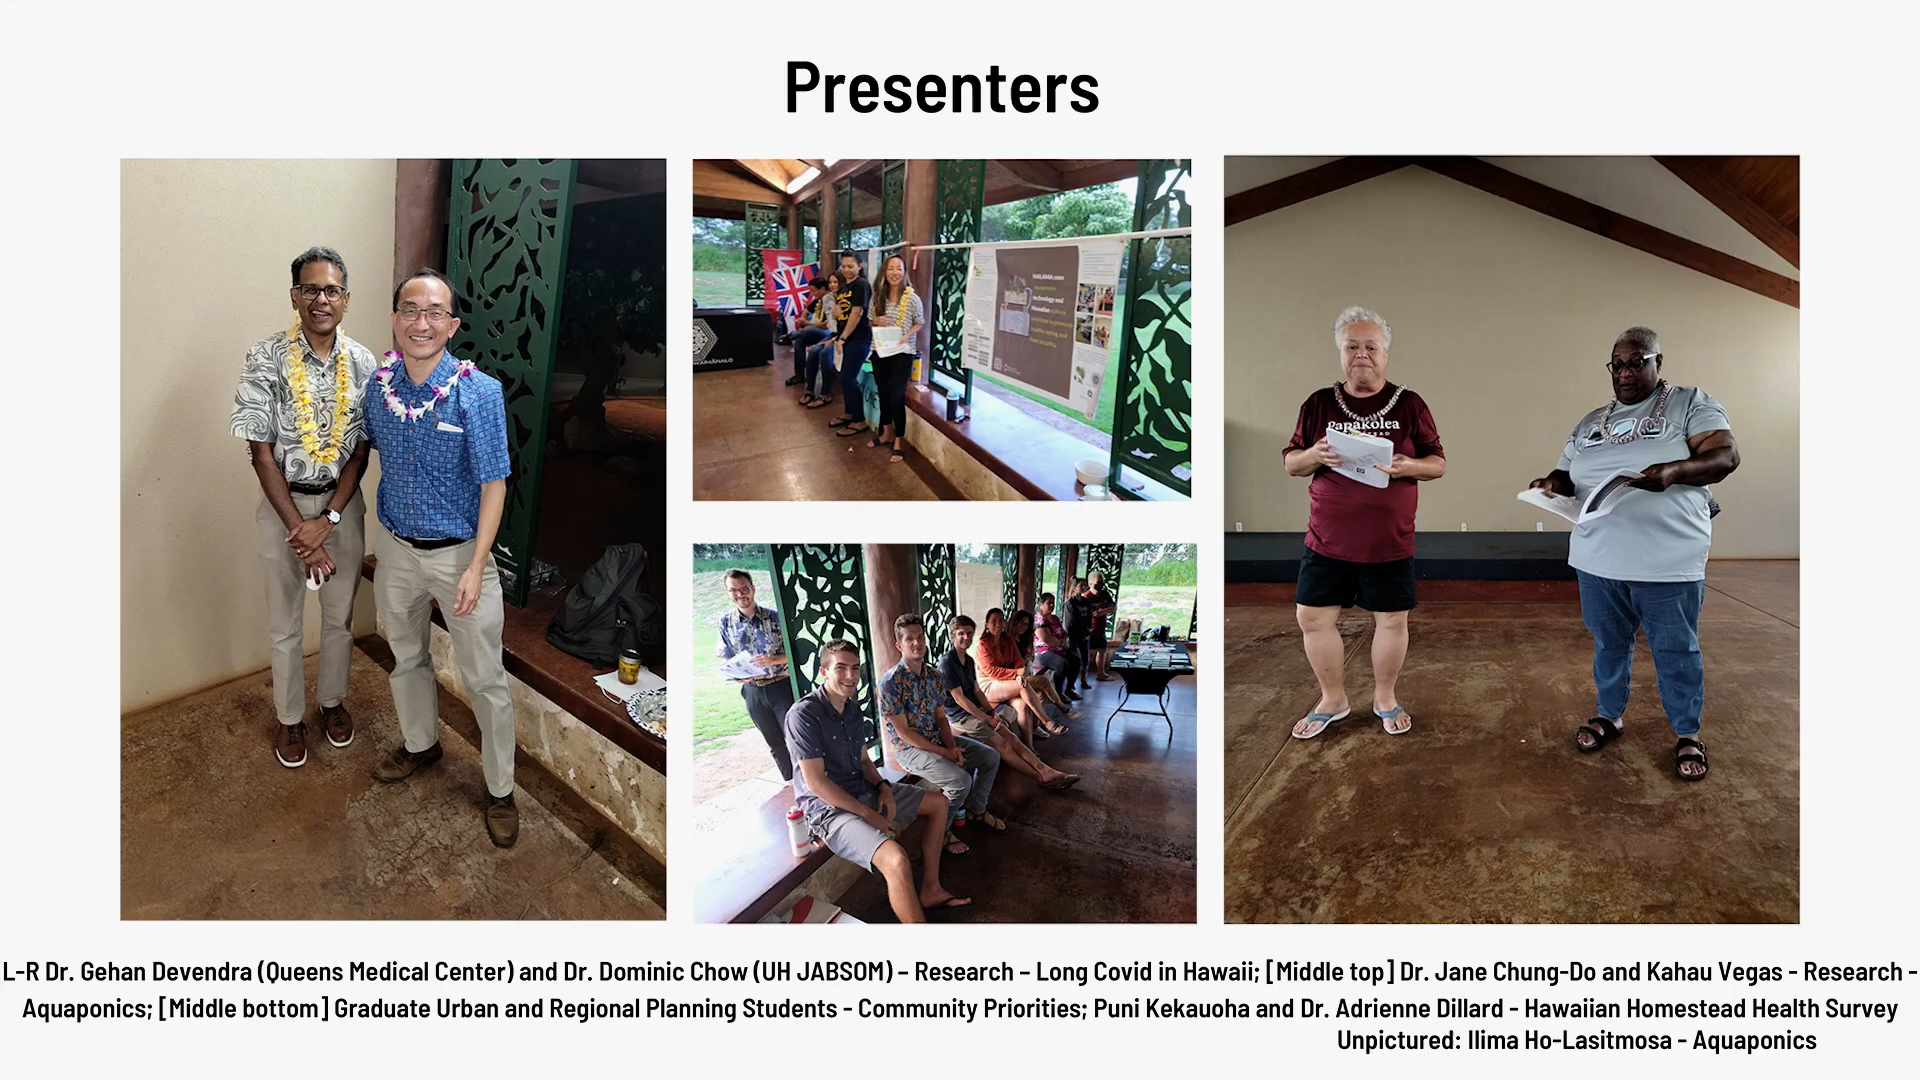 Presenters
Papakolea
L-R Dr. Gehan Devendra (Queens Medical Center) and Dr. Dominic Chow (UH JABSOM) – Research – Long Covid in Hawaii; [Middle top] Dr. Jane Chung-Do and Kahau Vegas - Research -
Aquaponics; [Middle bottom] Graduate Urban and Regional Planning Students - Community Priorities; Puni Kekauoha and Dr. Adrienne Dillard - Hawaiian Homestead Health Survey
Unpictured: Ilima Ho-Lasitmosa - Aquaponics